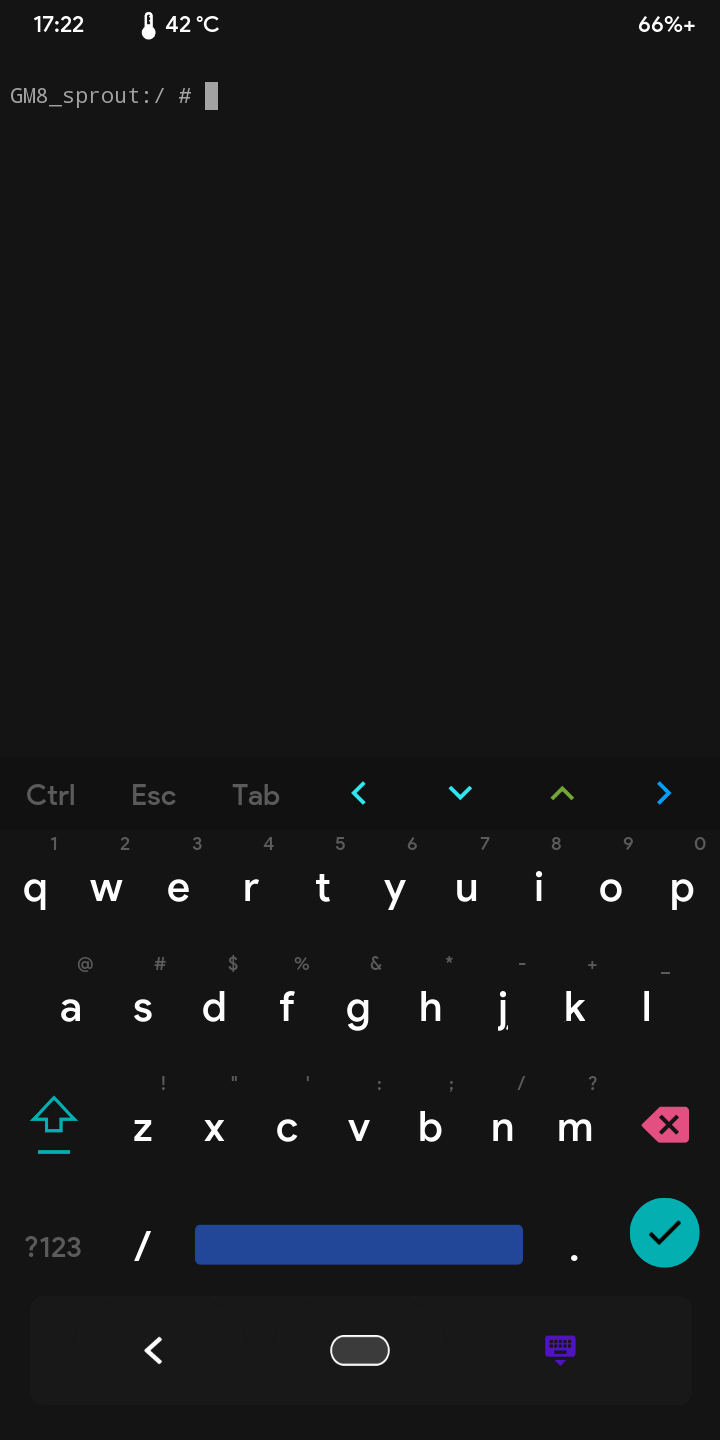 17:22 42 °C 66%+
GM8_sprout:/ #
Ctrl Esc Tab
1 2 3 4 5 6 7 8 9 0
q w e r t y u i o p
@ # $ % & * - + _
a s d f g h j k l
! " ' : ; / ?
z x c v b n m
?123 / .